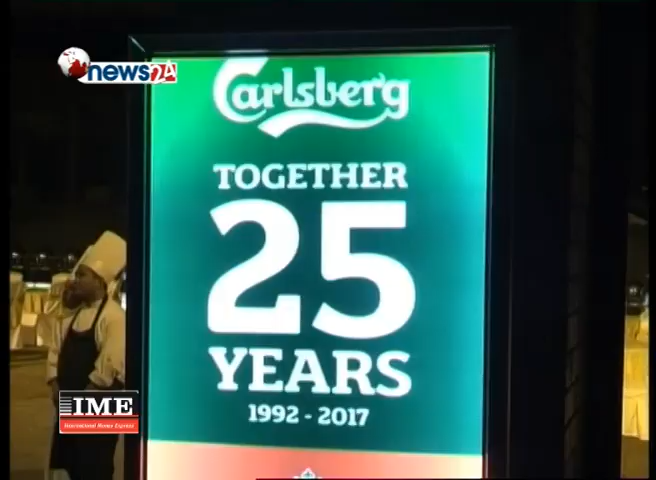 news24
Carlsberg
TOGETHER
25
YEARS
1992 - 2017
IME
International Money Express